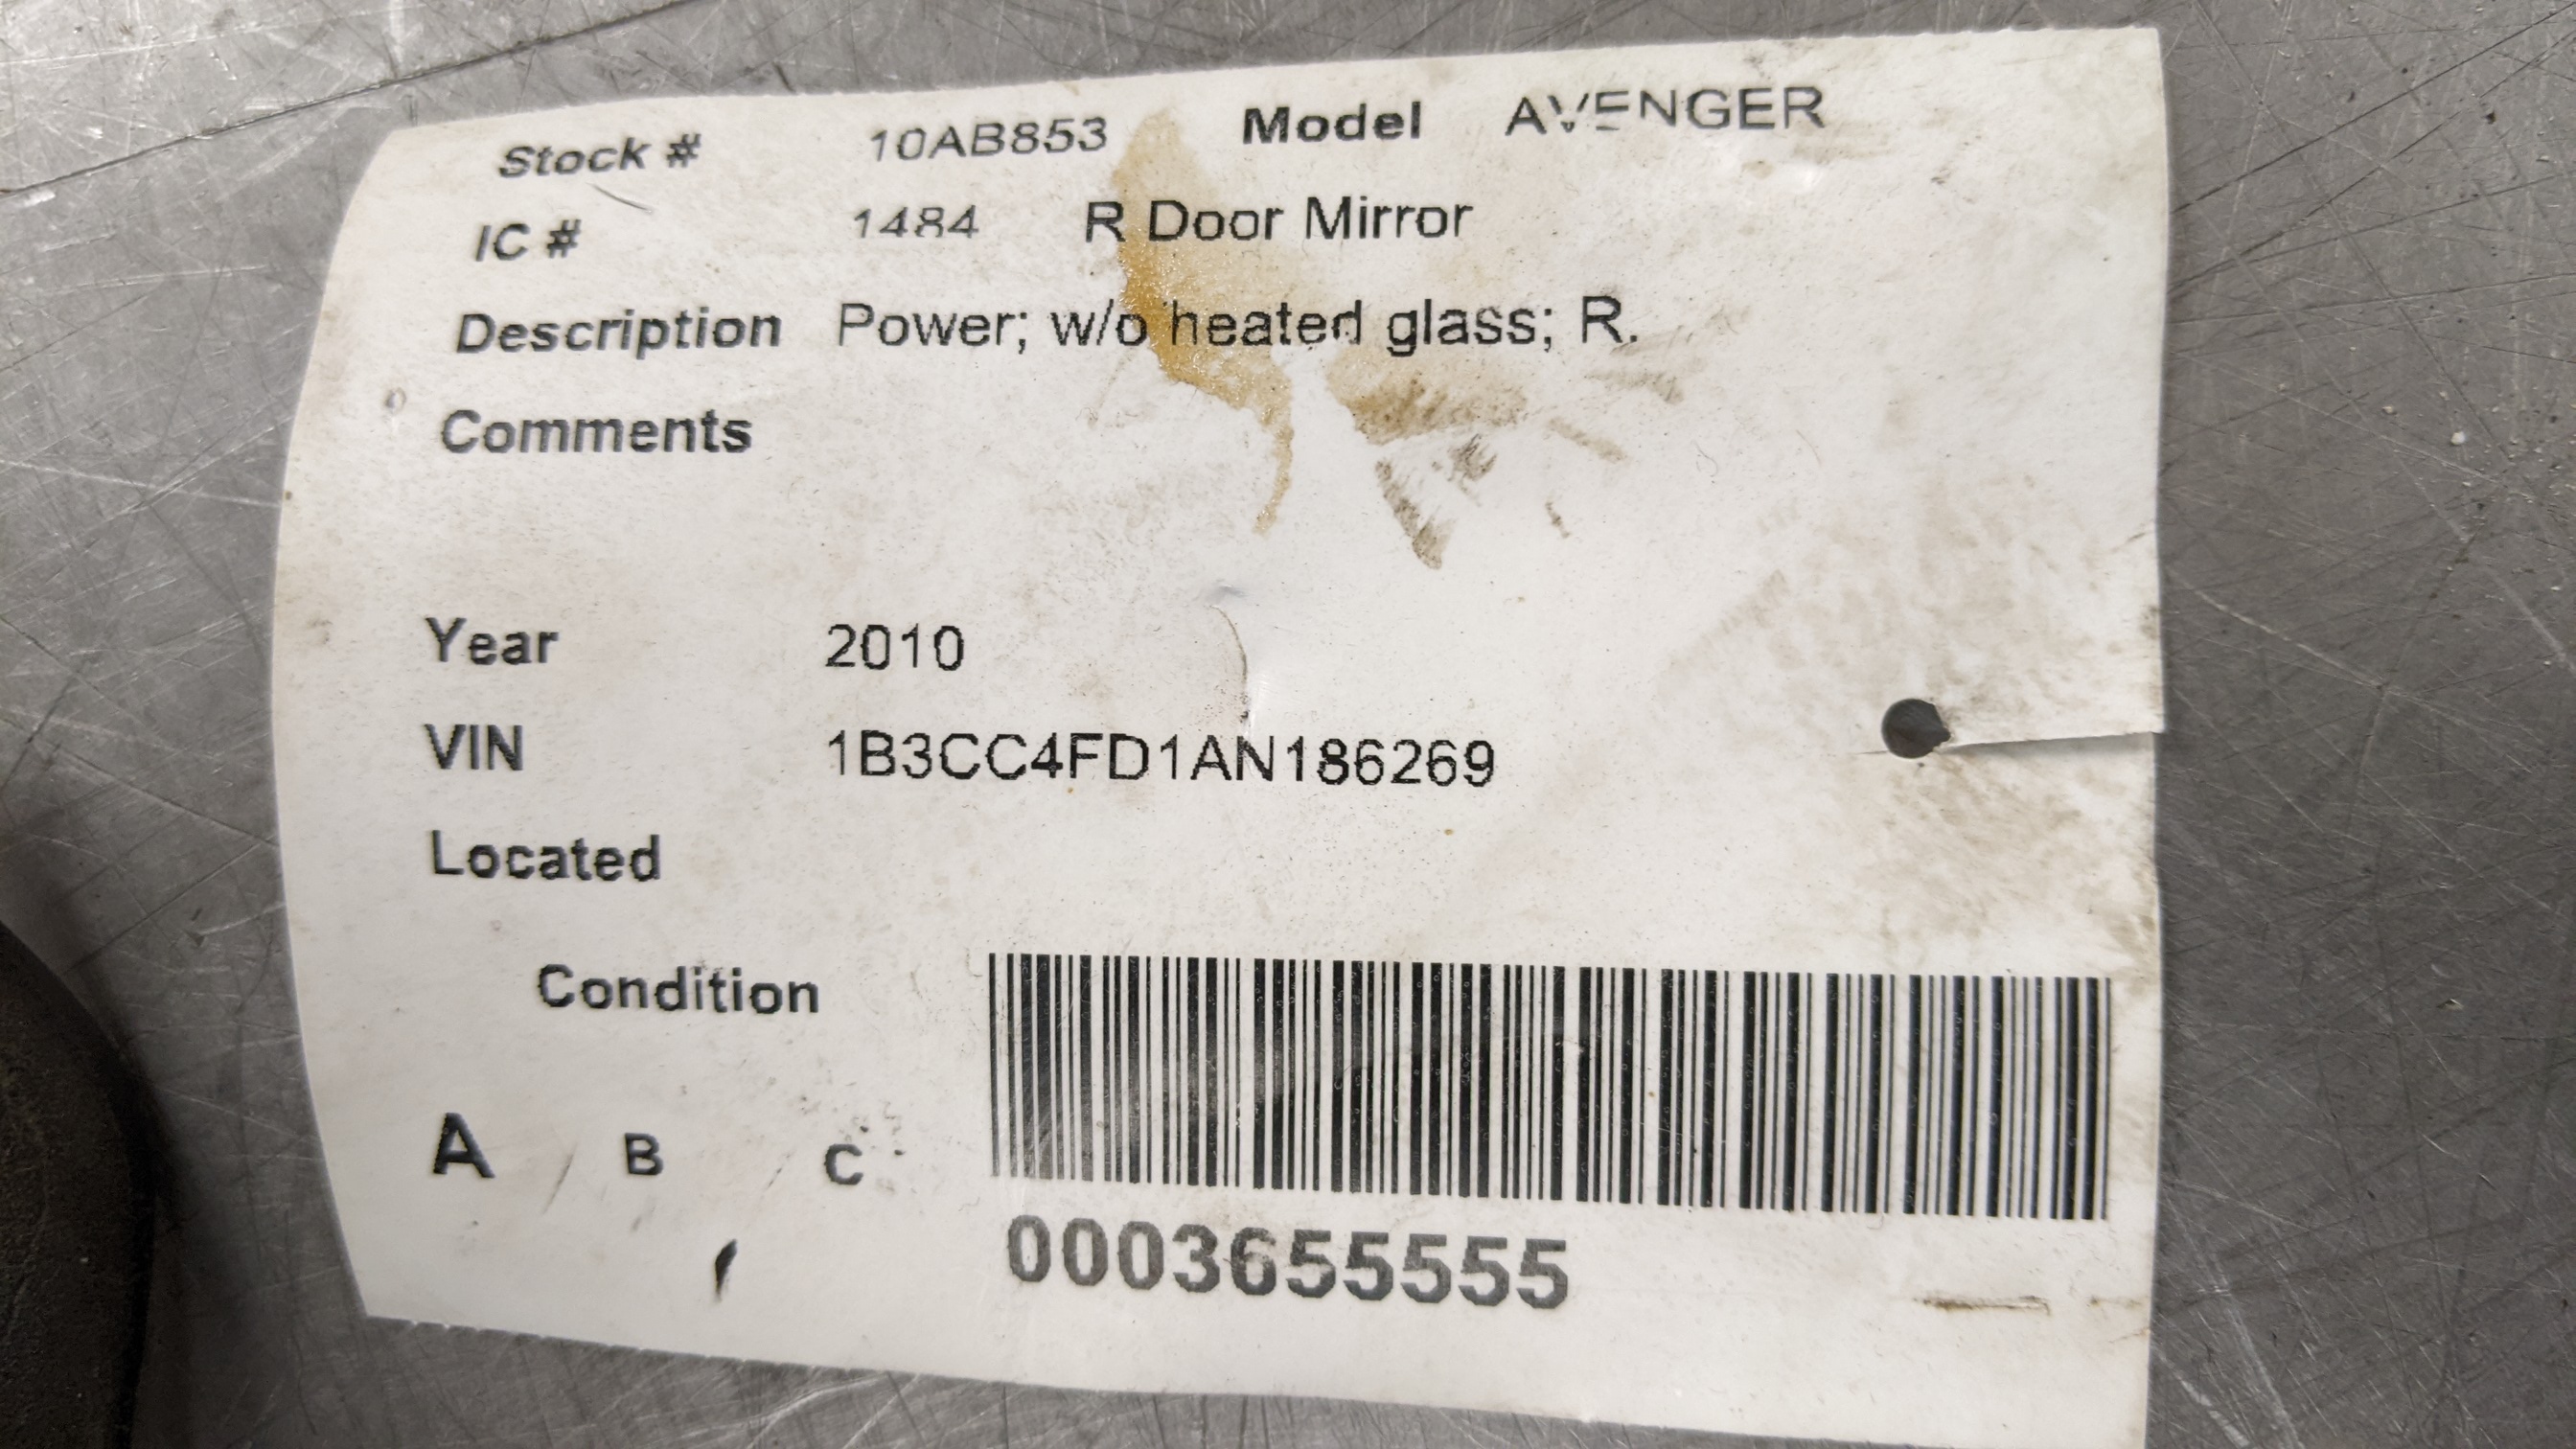 Stock # 10AB853 Model AVENGER
IC # 1484 R Door Mirror
Description Power; w/o heated glass; R.
Comments
Year 2010
VIN 1B3CC4FD1AN186269
Located
Condition
A B C
0003655555